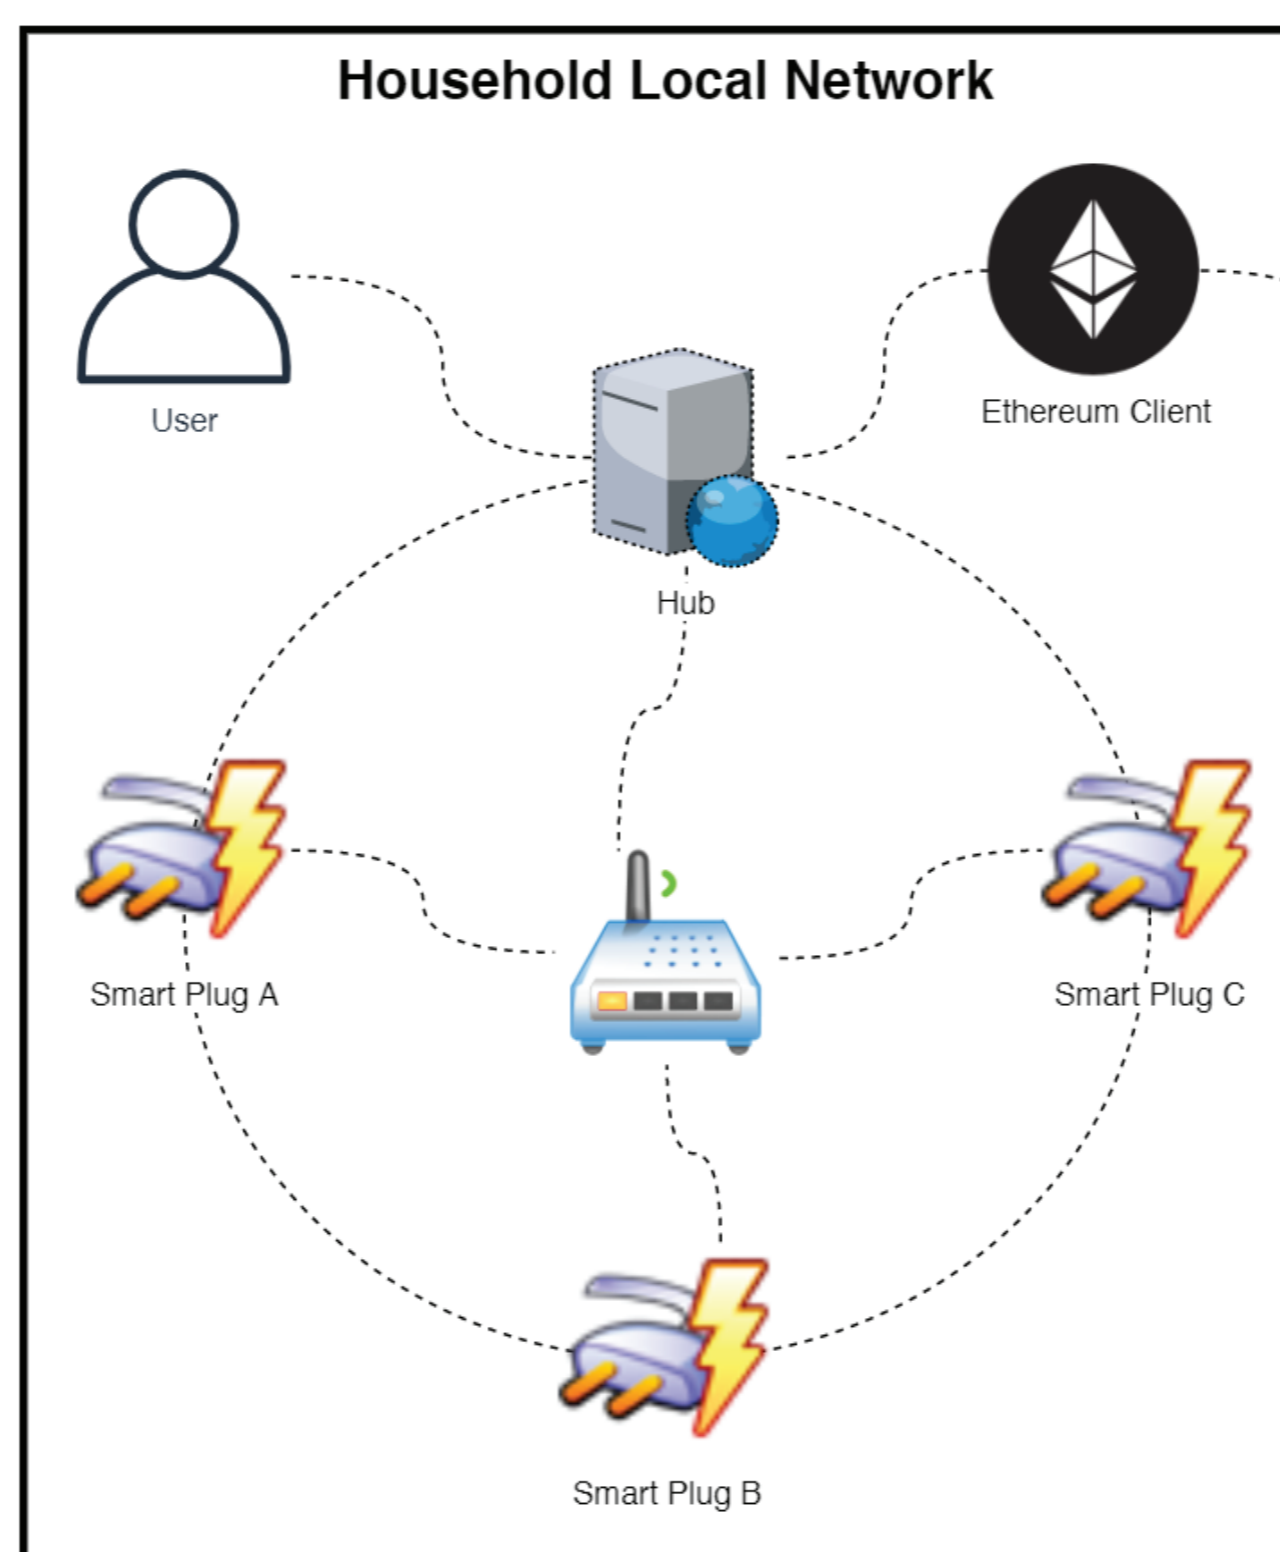 Household Local Network
User
Ethereum Client
Hub
Smart Plug A
Smart Plug C
Smart Plug B